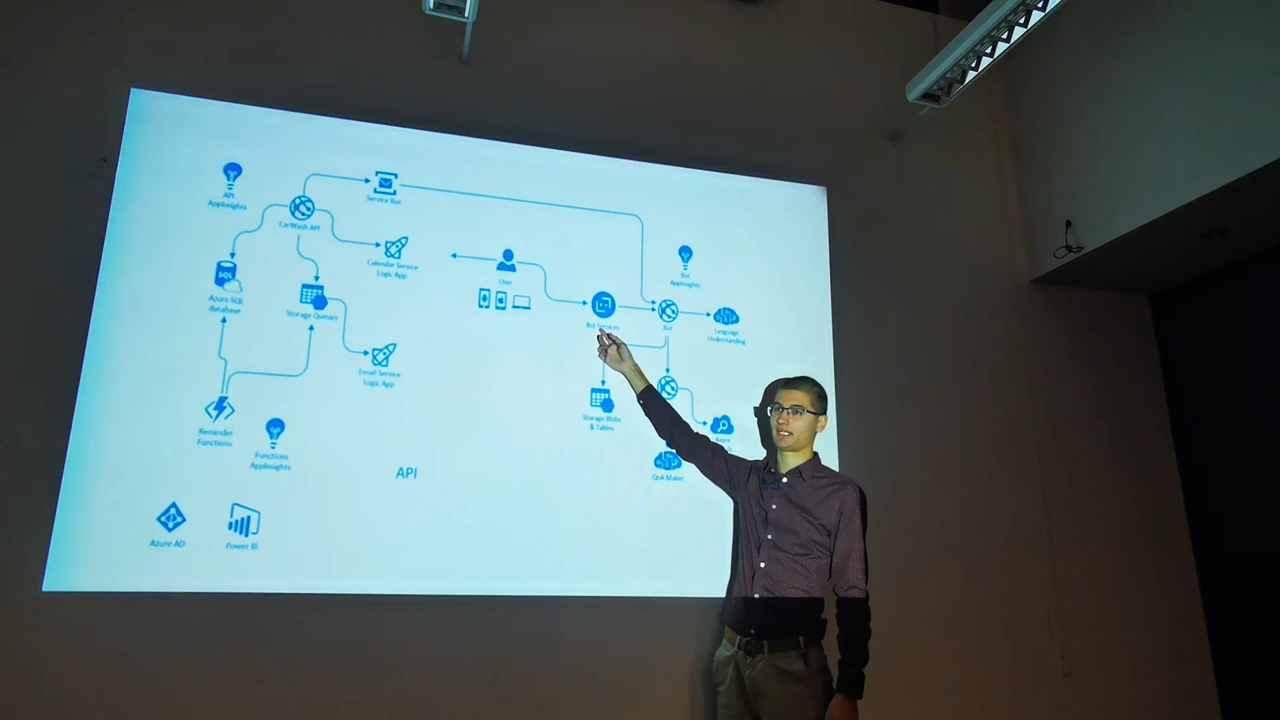 API
AppInsights
CarWash API
Service Bus
Calendar Service
Logic App
SQL
Azure SQL
database
Storage Queues
Email Service
Logic App
Reminder
Functions
Functions
AppInsights
API
Azure AD
Power BI
User
Bot
AppInsights
Bot Services
Bot
Language
Understanding
Storage Blobs
& Tables
Azure
QnA Maker